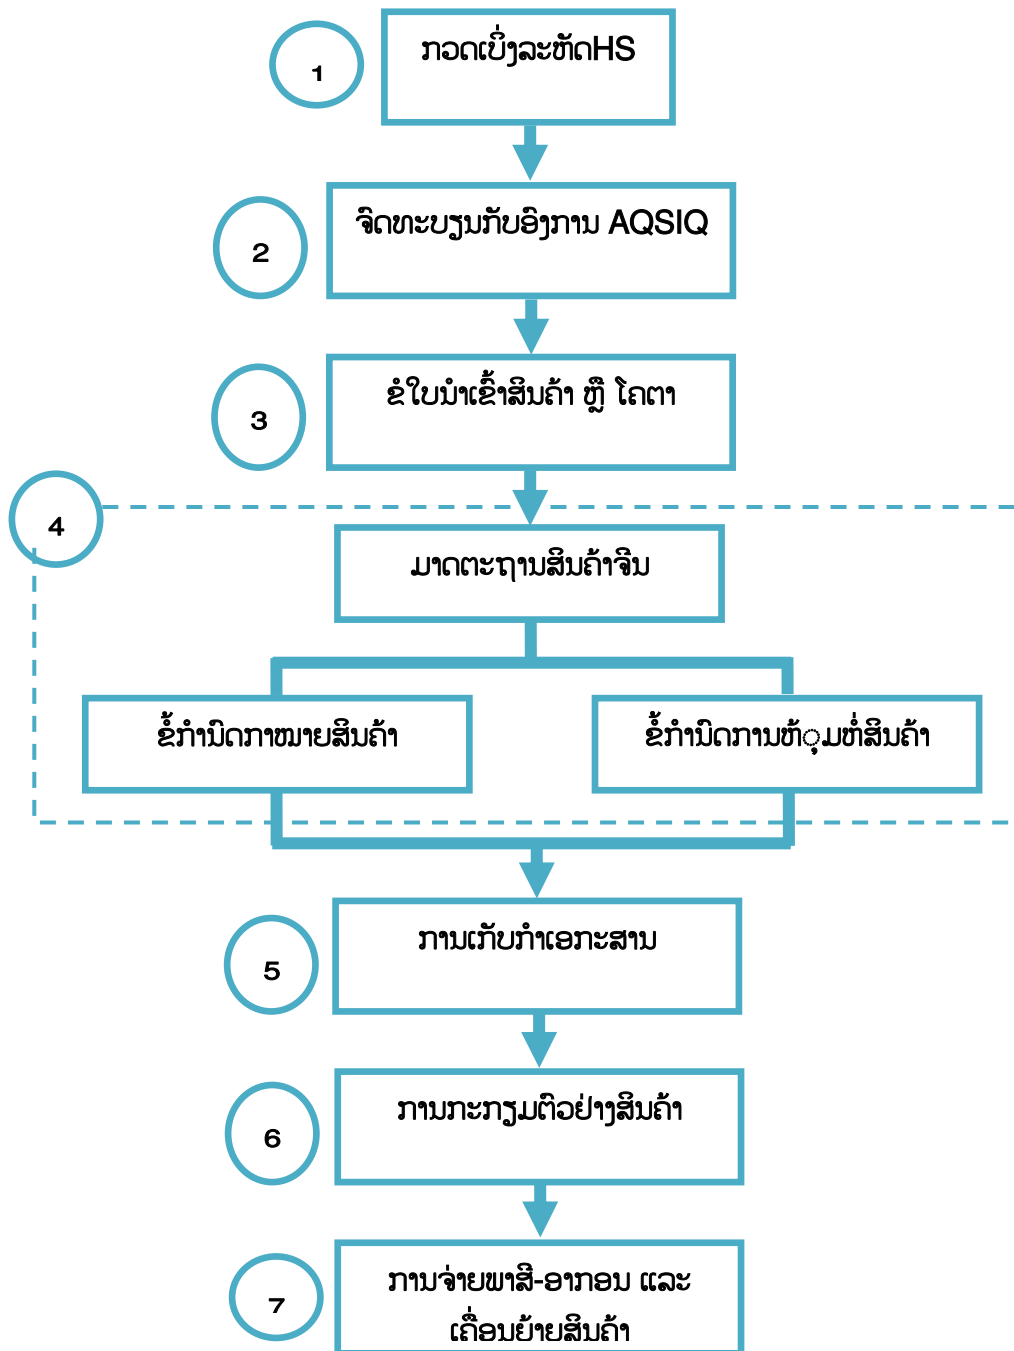 1
ກວດເບິ່ງລະຫັດHS
2
ຈົດທະບຽນກັບອົງການ AQSIQ
3
ຂໍໃບນຳເຂົ້າສິນຄ້າ ຫຼື ໂຄຕາ
4
ມາດຕະຖານສິນຄ້າຈີນ
ຂໍ້ກຳນົດກາໝາຍສິນຄ້າ
ຂໍ້ກຳນົດການຫຸ້ມຫໍ່ສິນຄ້າ
5
ການເກັບກຳເອກະສານ
6
ການກະກຽມຕົວຢ່າງສິນຄ້າ
7
ການຈ່າຍພາສີ-ອາກອນ ແລະ
ເຄື່ອນຍ້າຍສິນຄ້າ